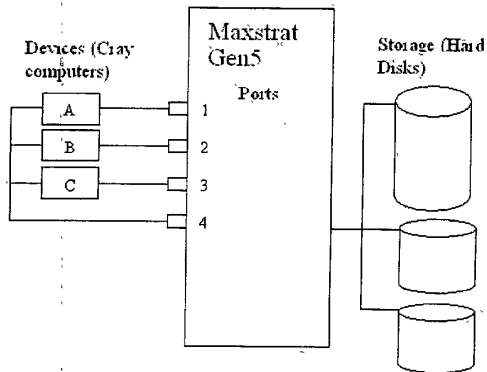 Devices (Cray
computers)
Maxstrat
Gen5
Ports
Storage (Hard
Disks)
A
1
B
2
C
3
4